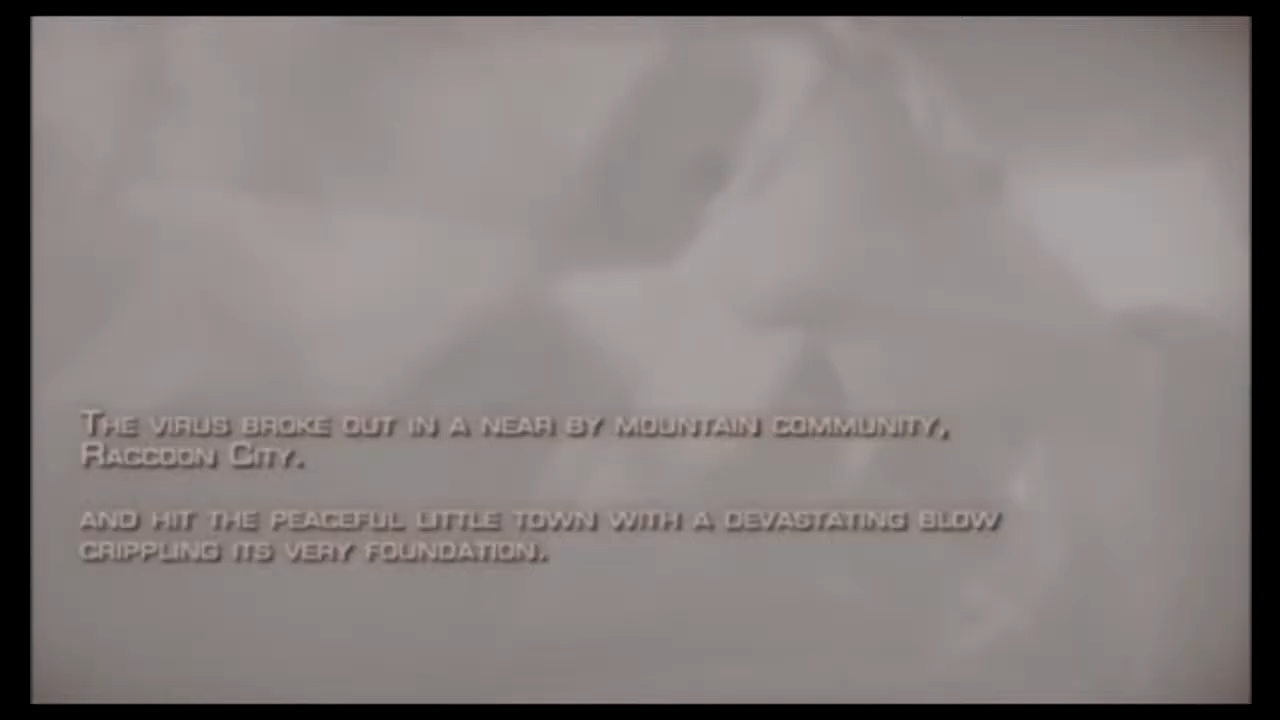 The virus broke out in a near by mountain community,
Raccoon City.
and hit the peaceful little town with a devastating blow
crippling its very foundation.